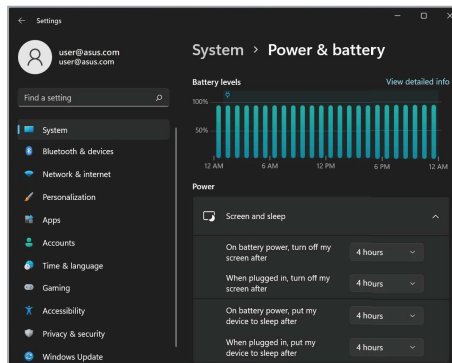 Settings
user@asus.com
user@asus.com
Find a setting
System
Bluetooth & devices
Network & internet
Personalization
Apps
Accounts
Time & language
Gaming
Accessibility
Privacy & security
Windows Update
System > Power & battery
Battery levels
View detailed info
100%
50%
12 AM
6 AM
12 PM
6 PM
12 AM
Power
Screen and sleep
On battery power, turn off my
screen after
4 hours
When plugged in, turn off my
screen after
4 hours
On battery power, put my
device to sleep after
4 hours
When plugged in, put my
device to sleep after
4 hours